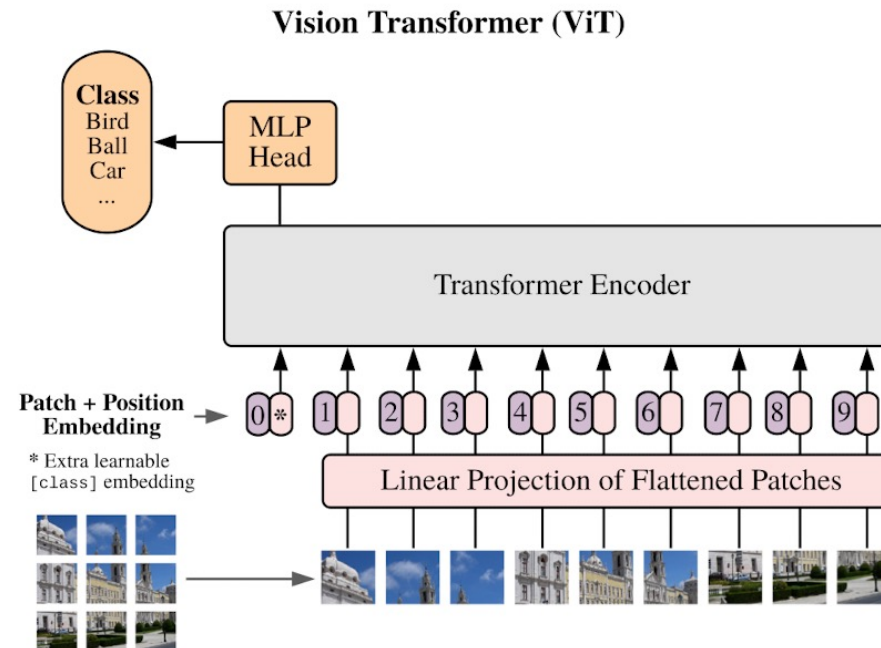 Vision Transformer (ViT)
Class
Bird
Ball
Car
...
MLP
Head
Transformer Encoder
Patch + Position
Embedding
0 * 1 2 3 4 5 6 7 8 9
* Extra learnable
[class] embedding
Linear Projection of Flattened Patches